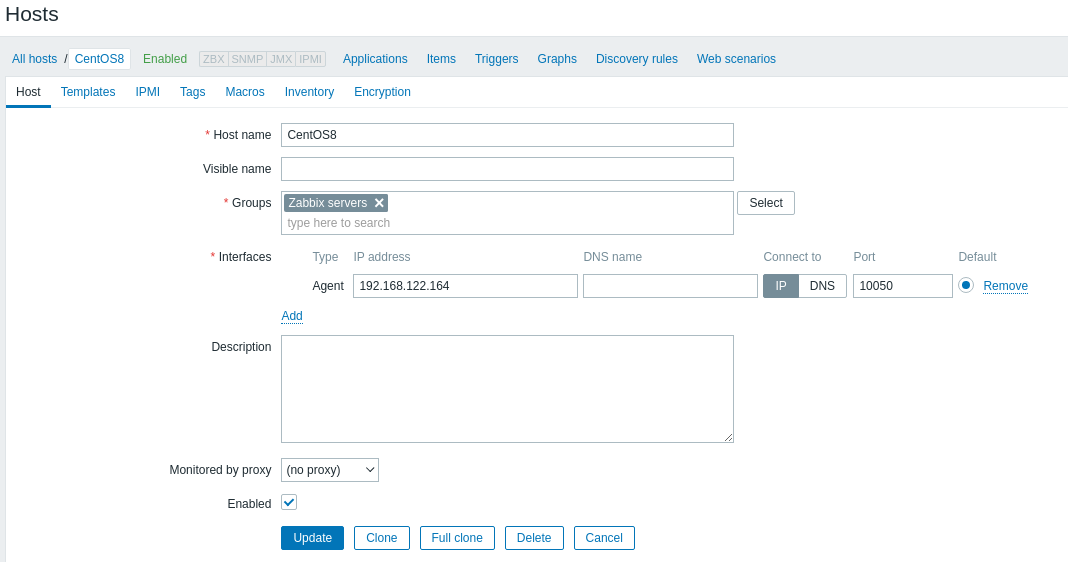 Hosts
All hosts / CentOS8 Enabled ZBX SNMP JMX IPMI Applications Items Triggers Graphs Discovery rules Web scenarios
Host Templates IPMI Tags Macros Inventory Encryption
* Host name CentOS8
Visible name
* Groups Zabbix servers ✕ Select
type here to search
* Interfaces Type IP address DNS name Connect to Port Default
Agent 192.168.122.164 IP DNS 10050 Remove
Add
Description
Monitored by proxy (no proxy)
Enabled
Update Clone Full clone Delete Cancel